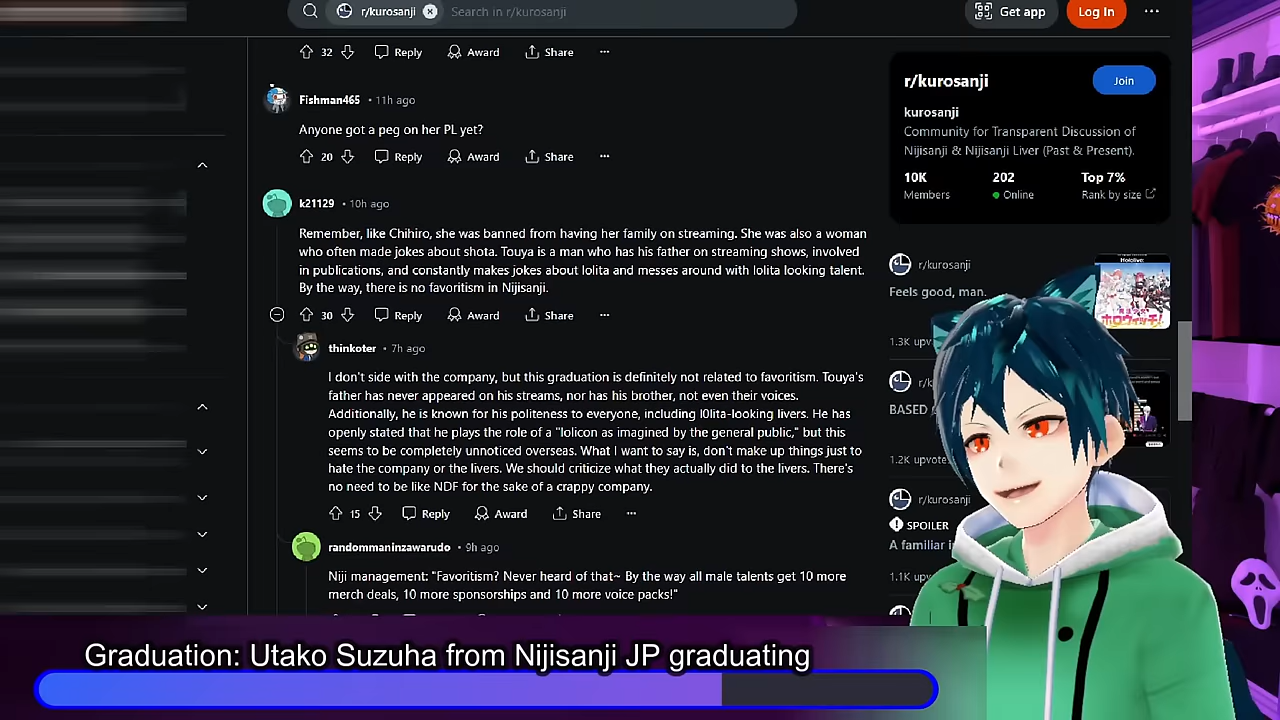 r/kurosanji
Search in r/kurosanji
Get app
Log In
32
Reply
Award
Share
Fishman465 • 11h ago
Anyone got a peg on her PL yet?
20
Reply
Award
Share
k21129 • 10h ago
Remember, like Chihiro, she was banned from having her family on streaming. She was also a woman
who often made jokes about shota. Touya is a man who has his father on streaming shows, involved
in publications, and constantly makes jokes about lolita and messes around with lolita looking talent.
By the way, there is no favoritism in Nijisanji.
30
Reply
Award
Share
thinkoter • 7h ago
I don't side with the company, but this graduation is definitely not related to favoritism. Touya's
father has never appeared on his streams, nor has his brother, not even their voices.
Additionally, he is known for his politeness to everyone, including l0lita-looking livers. He has
openly stated that he plays the role of a "lolicon as imagined by the general public," but this
seems to be completely unnoticed overseas. What I want to say is, don't make up things just to
hate the company or the livers. We should criticize what they actually did to the livers. There's
no need to be like NDF for the sake of a crappy company.
15
Reply
Award
Share
randommaninzawarudo • 9h ago
Niji management: "Favoritism? Never heard of that~ By the way all male talents get 10 more
merch deals, 10 more sponsorships and 10 more voice packs!"
r/kurosanji
Join
kurosanji
Community for Transparent Discussion of
Nijisanji & Nijisanji Liver (Past & Present).
10K
202
Top 7%
Members
Online
Rank by size
r/kurosanji
Feels good, man.
Hololive:
ホロウィッチ!
1.3K upv
r/k
BASED
1.2K upvote
r/kurosanji
SPOILER
A familiar i
1.1K up
Graduation: Utako Suzuha from Nijisanji JP graduating